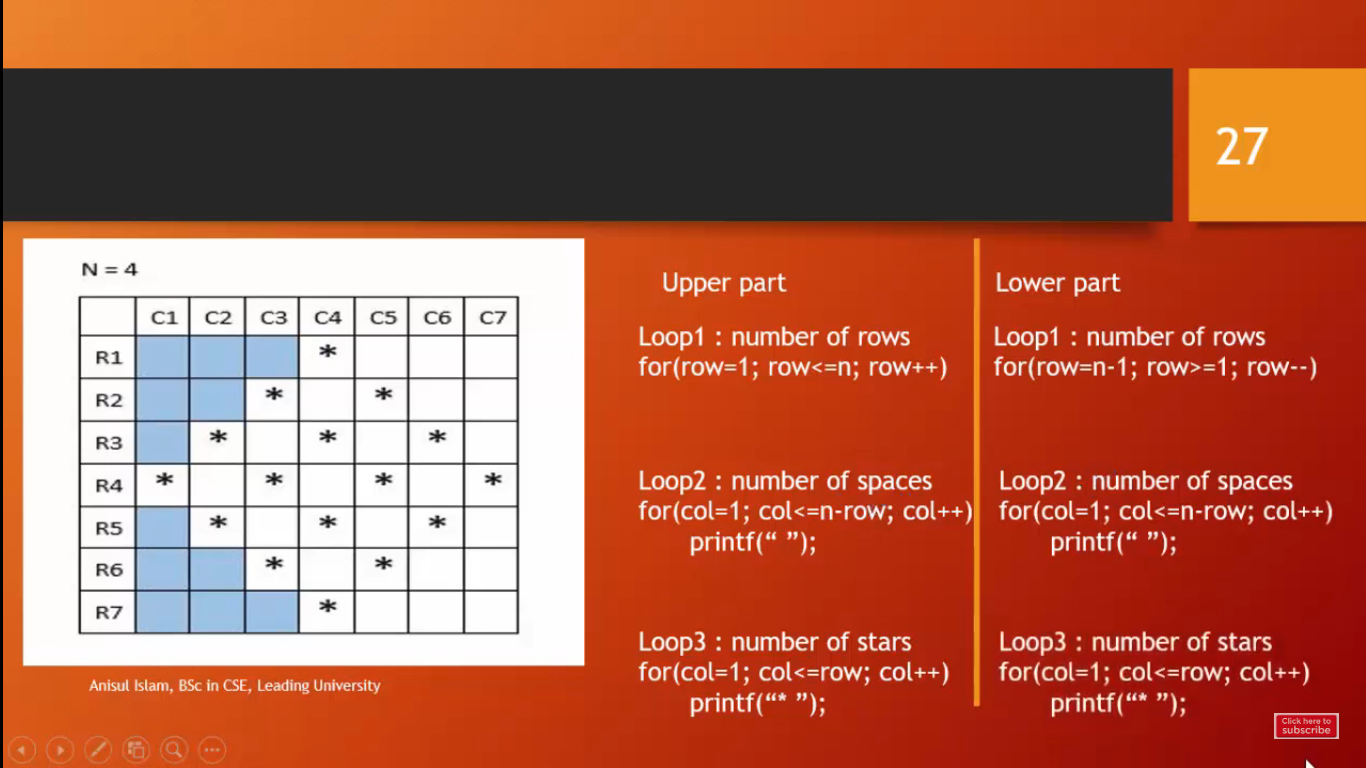 27
N = 4
C1 C2 C3 C4 C5 C6 C7
R1 *
R2 * *
R3 * * *
R4 * * * *
R5 * * *
R6 * *
R7 *
Anisul Islam, BSc in CSE, Leading University
Upper part
Loop1 : number of rows
for(row=1; row<=n; row++)
Loop2 : number of spaces
for(col=1; col<=n-row; col++)
printf(“ ”);
Loop3 : number of stars
for(col=1; col<=row; col++)
printf(“* ”);
Lower part
Loop1 : number of rows
for(row=n-1; row>=1; row--)
Loop2 : number of spaces
for(col=1; col<=n-row; col++)
printf(“ ”);
Loop3 : number of stars
for(col=1; col<=row; col++)
printf(“* ”);
Click here to
subscribe